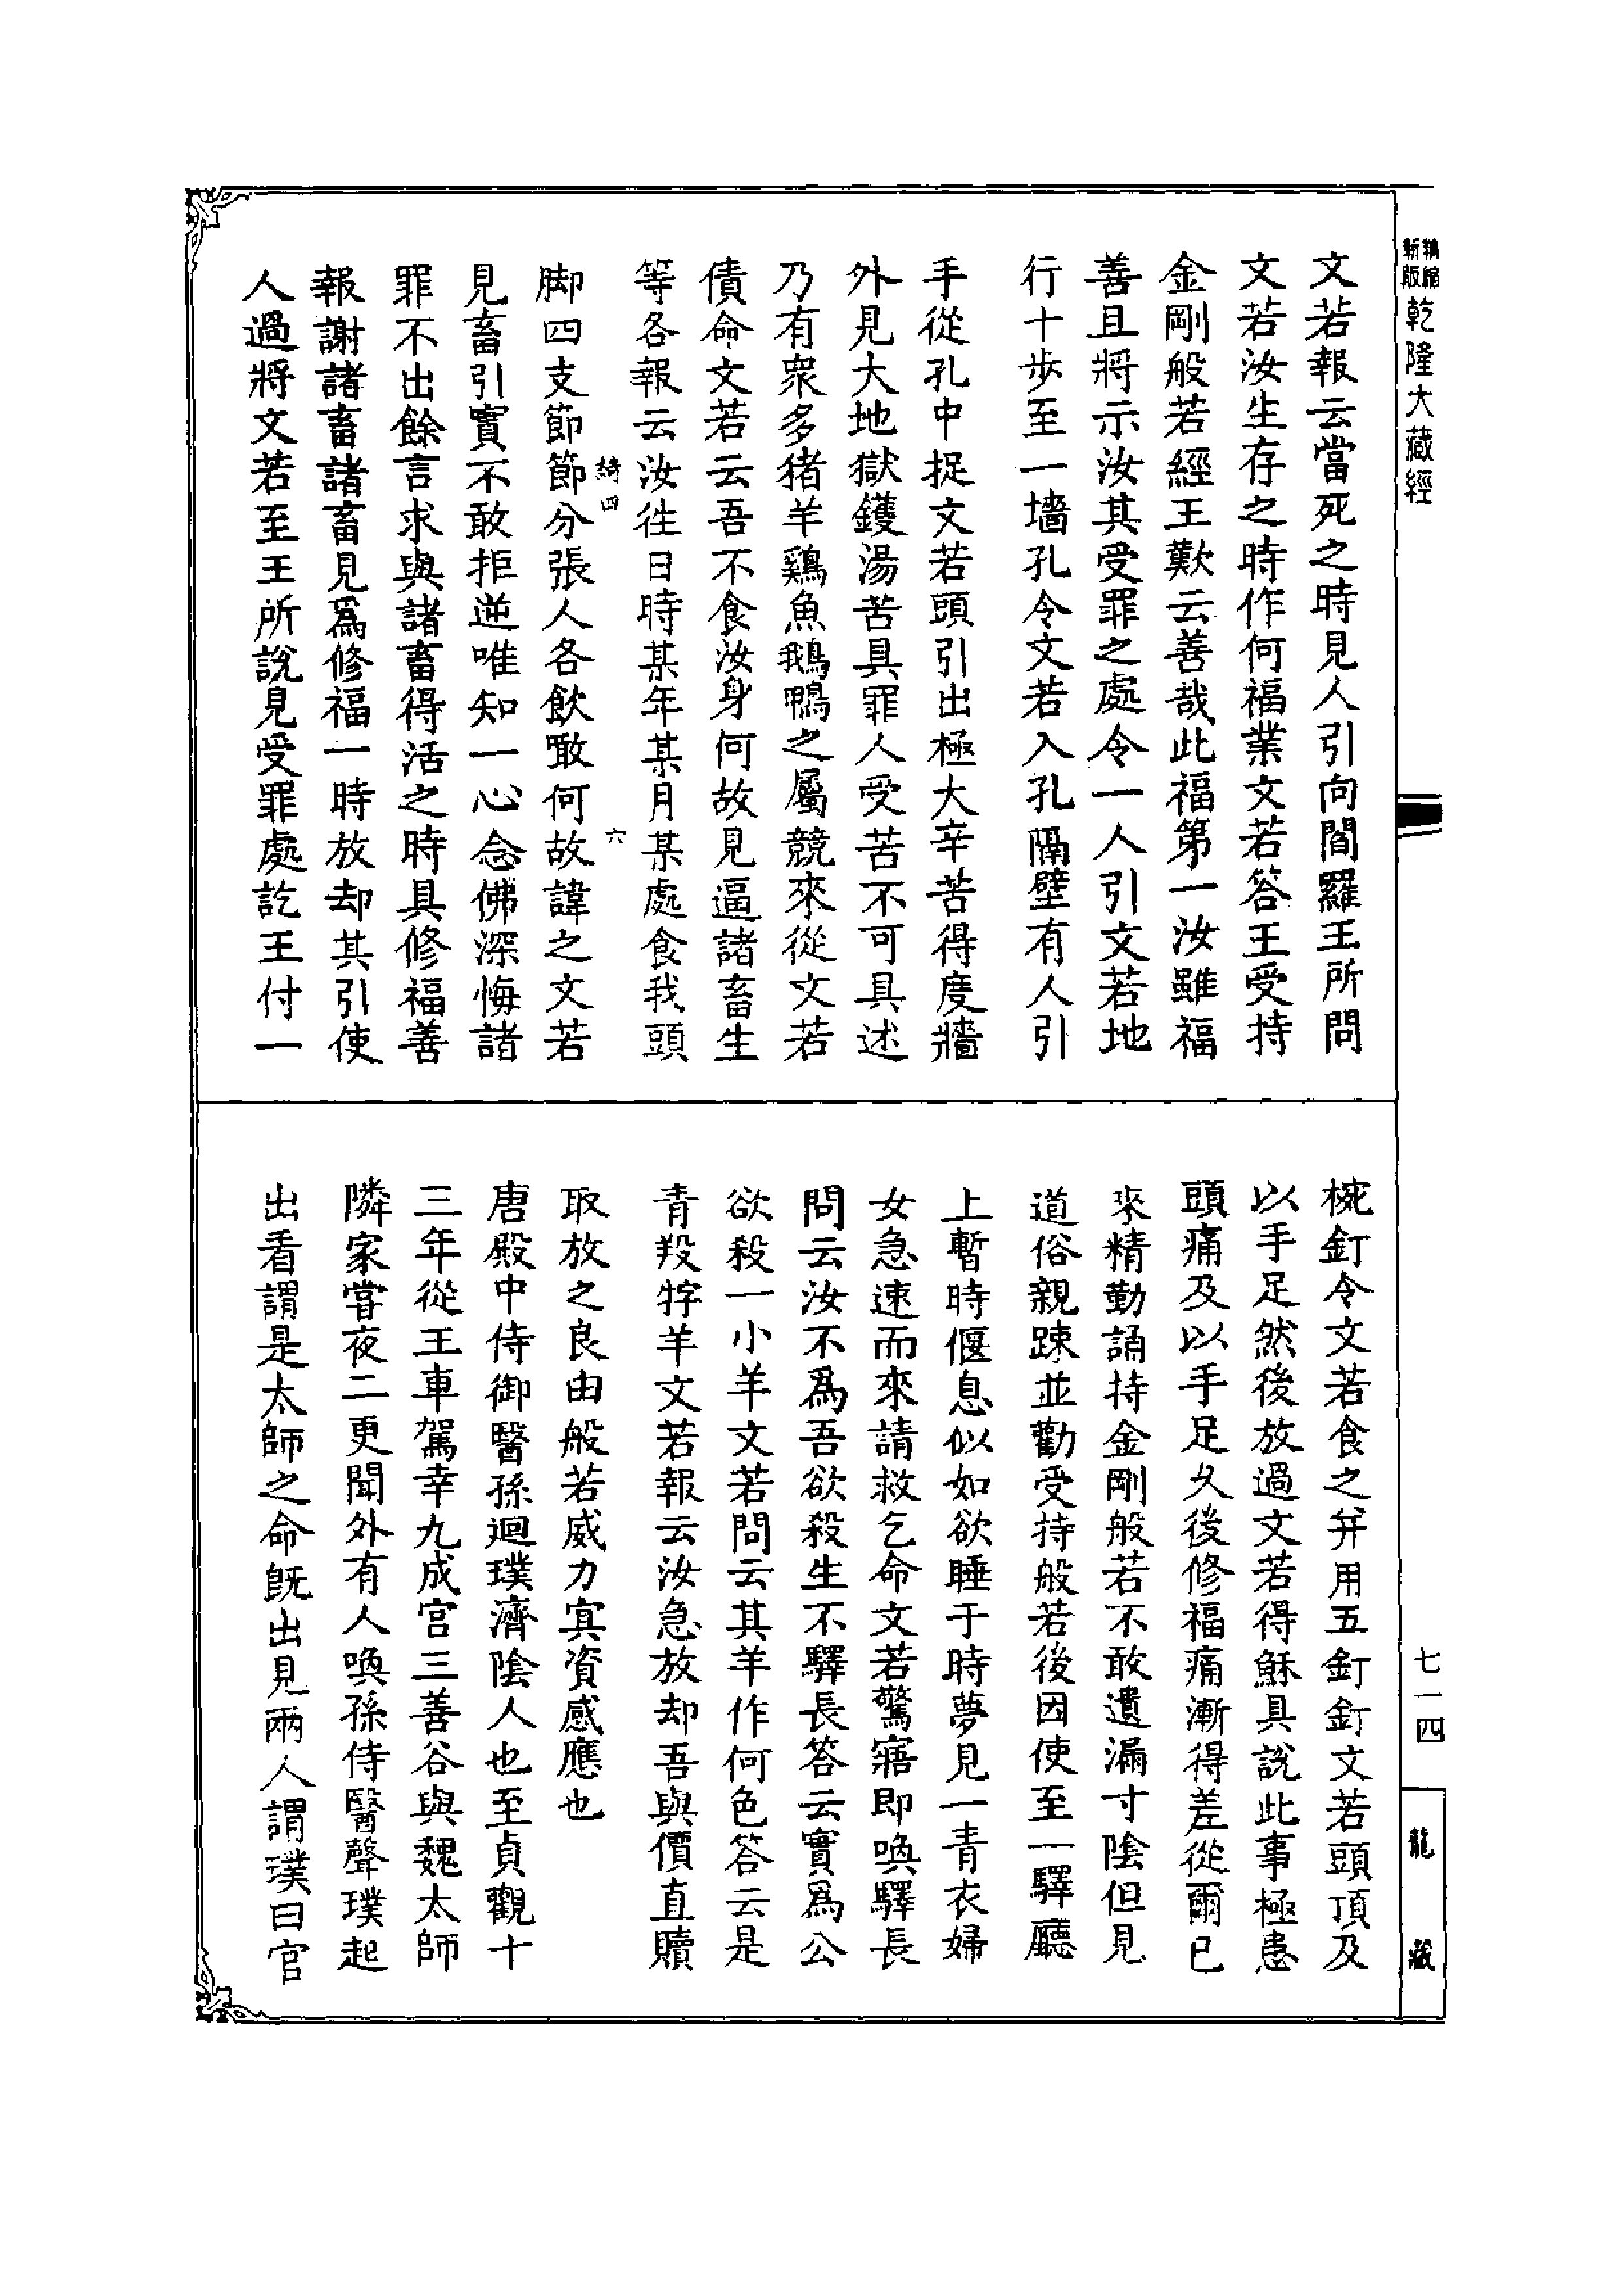 新版精縮乾隆大藏經
文若報云當死之時見人引向閻羅王所問
文若汝生存之時作何福業文若答王受持
金剛般若經王歎云善哉此福第一汝雖福
善且將示汝其受罪之處令一人引文若地
行十步至一墻孔令文若入孔隔壁有人引
手從孔中捉文若頭引出極大辛苦得度牆
外見大地獄鑊湯苦具罪人受苦不可具述
乃有衆多猪羊鷄魚鵝鴨之屬競來從文若
債命文若云吾不食汝身何故見逼諸畜生
等各報云汝徃日時某年某月某處食我頭
綺四 六
脚四支節節分張人各飲噉何故諱之文若
見畜引實不敢拒逆唯知一心念佛深悔諸
罪不出餘言求與諸畜得活之時具修福善
報謝諸畜諸畜見爲修福一時放却其引使
人過將文若至王所說見受罪處訖王付一
椀釘令文若食之并用五釘釘文若頭頂及
以手足然後放過文若得穌具說此事極患
頭痛及以手足久後修福痛漸得差從爾已
來精勤誦持金剛般若不敢遺漏寸陰但見
道俗親踈並勸受持般若後因使至一驛廳
上暫時偃息似如欲睡于時夢見一青衣婦
女急速而來請救乞命文若驚寤即喚驛長
問云汝不爲吾欲殺生不驛長答云實爲公
欲殺一小羊文若問云其羊作何色答云是
青羖牸羊文若報云汝急放却吾與價直贖
取放之良由般若威力冥資感應也
唐殿中侍御醫孫迴璞濟陰人也至貞觀十
三年從王車駕幸九成宮三善谷與魏太師
隣家甞夜二更聞外有人喚孫侍醫聲璞起
出看謂是太師之命旣出見兩人謂璞曰官
七一四
龍藏